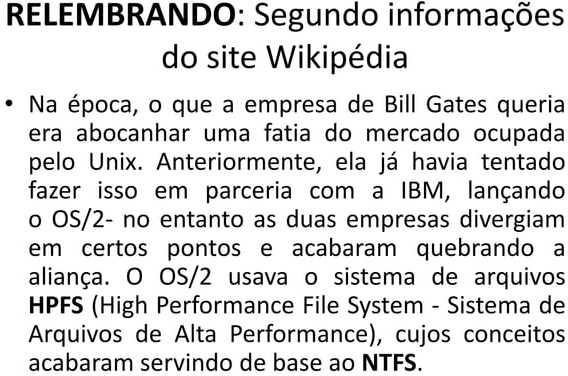 RELEMBRANDO: Segundo informações
do site Wikipédia
• Na época, o que a empresa de Bill Gates queria
era abocanhar uma fatia do mercado ocupada
pelo Unix. Anteriormente, ela já havia tentado
fazer isso em parceria com a IBM, lançando
o OS/2- no entanto as duas empresas divergiam
em certos pontos e acabaram quebrando a
aliança. O OS/2 usava o sistema de arquivos
HPFS (High Performance File System - Sistema de
Arquivos de Alta Performance), cujos conceitos
acabaram servindo de base ao NTFS.